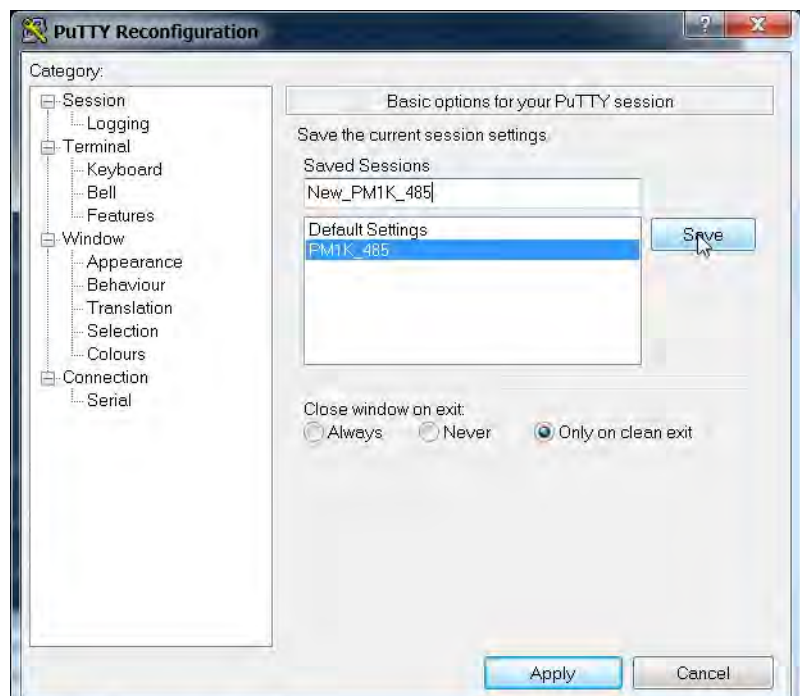 PuTTY Reconfiguration
?
X
Category:
Session
Logging
Terminal
Keyboard
Bell
Features
Window
Appearance
Behaviour
Translation
Selection
Colours
Connection
Serial
Basic options for your PuTTY session
Save the current session settings
Saved Sessions
New_PM1K_485
Default Settings
PM1K_485
Save
Close window on exit:
Always Never Only on clean exit
Apply Cancel